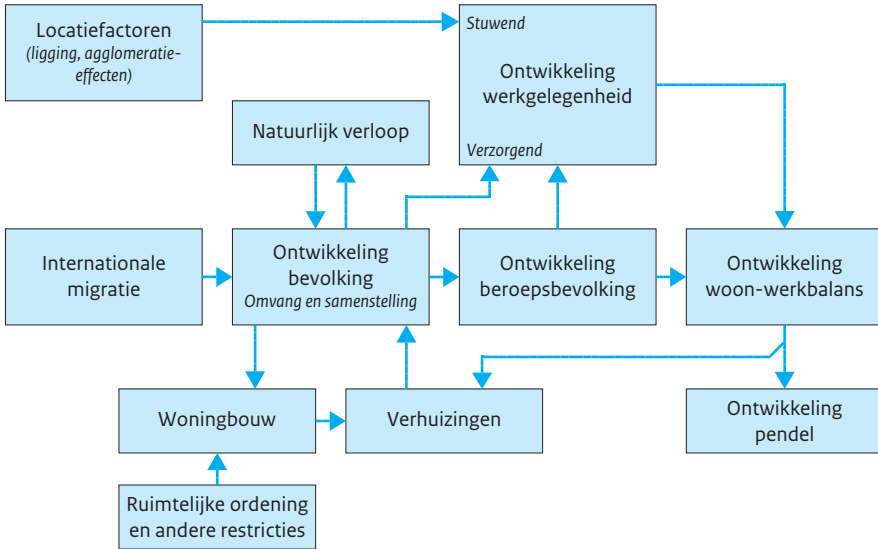 Locatiefactoren
(ligging, agglomeratie-
effecten)
Stuwend
Ontwikkeling
werkgelegenheid
Verzorgend
Natuurlijk verloop
Internationale
migratie
Ontwikkeling
bevolking
Omvang en samenstelling
Ontwikkeling
beroepsbevolking
Ontwikkeling
woon-werkbalans
Woningbouw
Verhuizingen
Ontwikkeling
pendel
Ruimtelijke ordening
en andere restricties